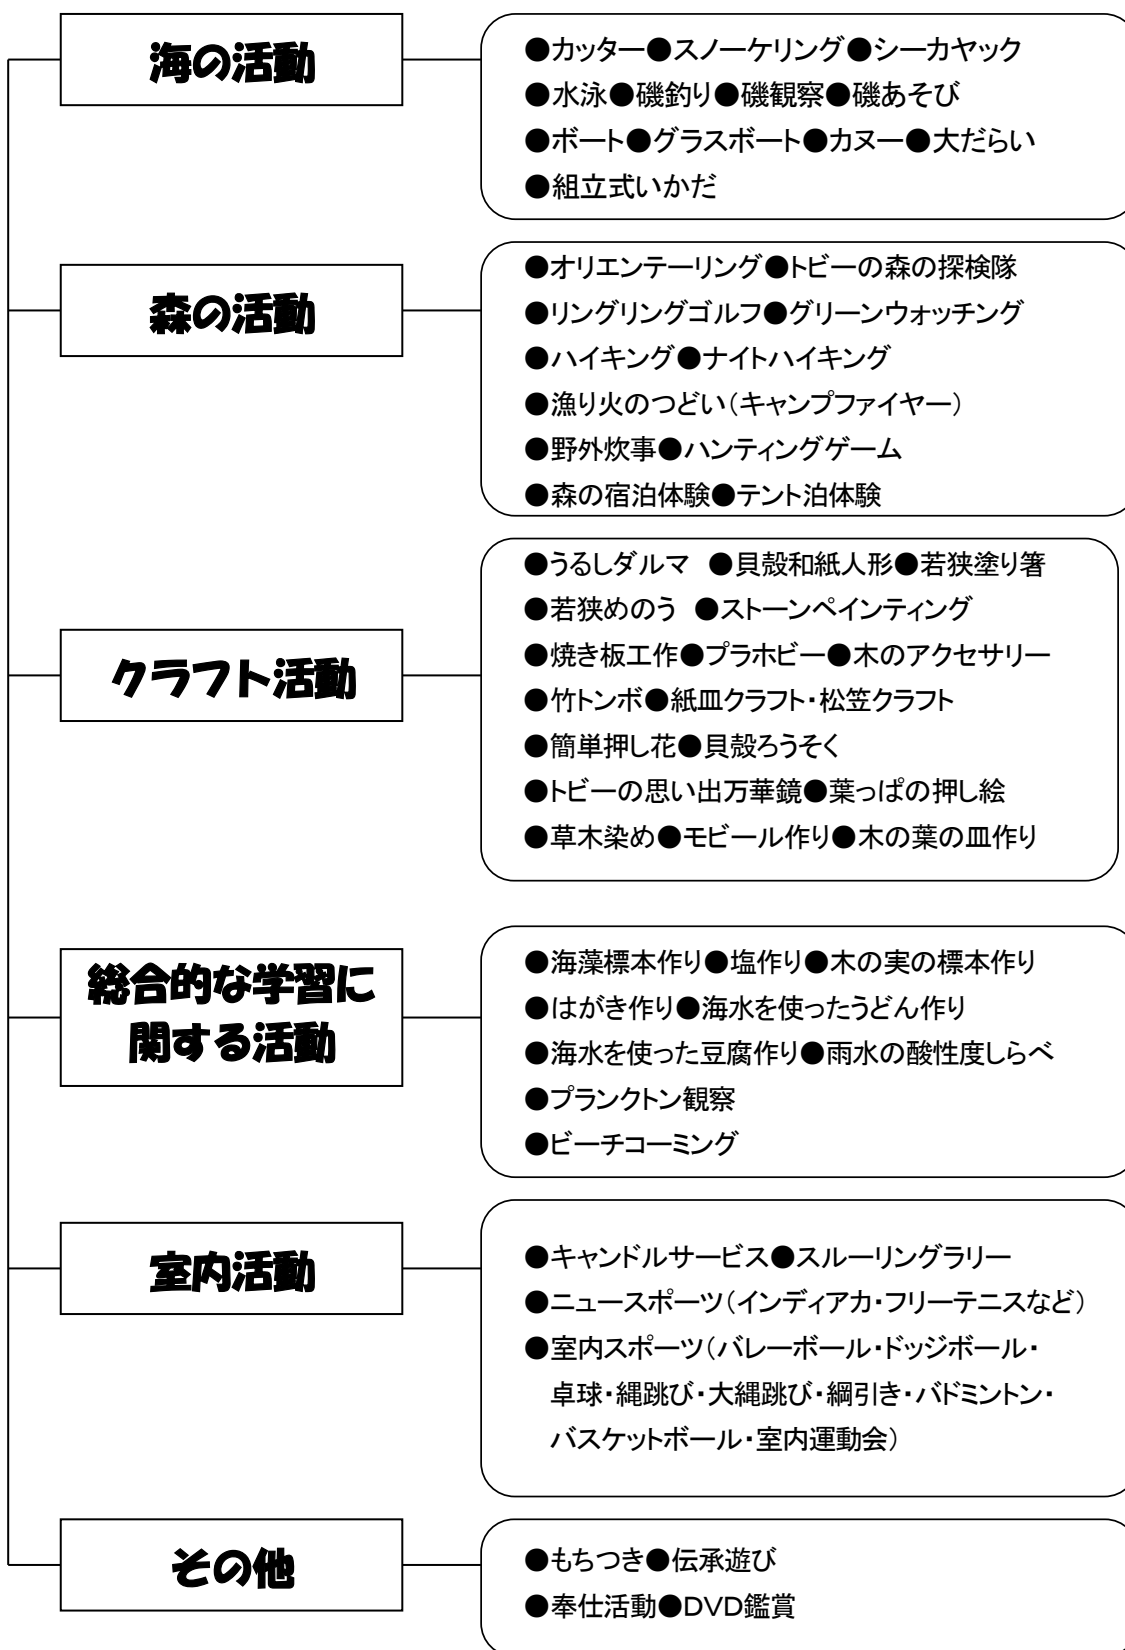 海の活動
●カッター●スノーケリング●シーカヤック
●水泳●磯釣り●磯観察●磯あそび
●ボート●グラスボート●カヌー●大だらい
●組立式いかだ
森の活動
●オリエンテーリング●トビーの森の探検隊
●リングリングゴルフ●グリーンウォッチング
●ハイキング●ナイトハイキング
●漁り火のつどい（キャンプファイヤー）
●野外炊事●ハンティングゲーム
●森の宿泊体験●テント泊体験
クラフト活動
●うるしダルマ　●貝殻和紙人形●若狭塗り箸
●若狭めのう　●ストーンペインティング
●焼き板工作●プラホビー●木のアクセサリー
●竹トンボ●紙皿クラフト・松笠クラフト
●簡単押し花●貝殻ろうそく
●トビーの思い出万華鏡●葉っぱの押し絵
●草木染め●モビール作り●木の葉の皿作り
総合的な学習に
関する活動
●海藻標本作り●塩作り●木の実の標本作り
●はがき作り●海水を使ったうどん作り
●海水を使った豆腐作り●雨水の酸性度しらべ
●プランクトン観察
●ビーチコーミング
室内活動
●キャンドルサービス●スルーリングラリー
●ニュースポーツ（インディアカ・フリーテニスなど）
●室内スポーツ（バレーボール・ドッジボール・
卓球・縄跳び・大縄跳び・綱引き・バドミントン・
バスケットボール・室内運動会）
その他
●もちつき●伝承遊び
●奉仕活動●DVD鑑賞